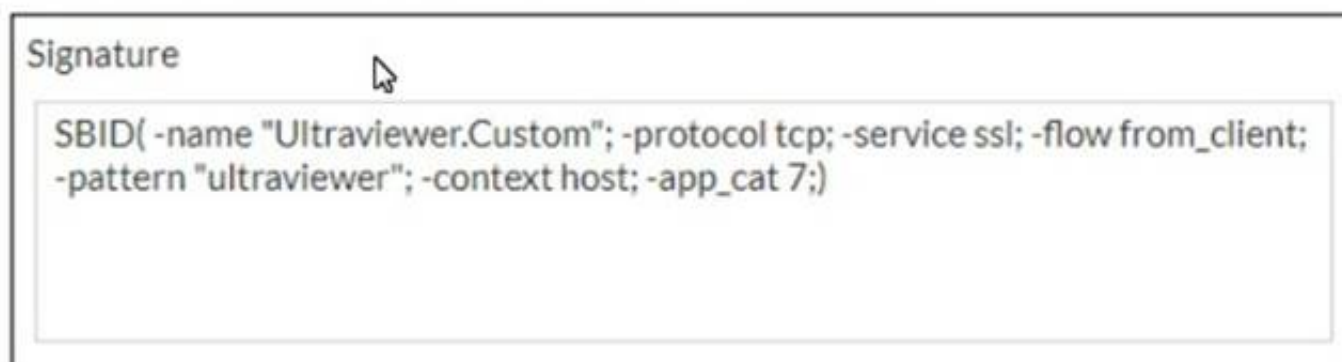 Signature
SBID( -name "Ultraviewer.Custom"; -protocol tcp; -service ssl; -flow from_client;
-pattern "ultraviewer"; -context host; -app_cat 7;)